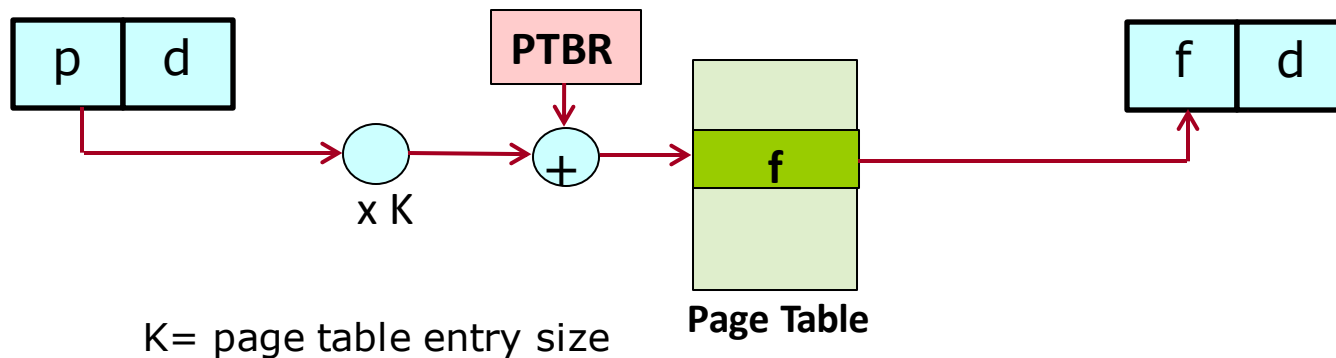 p d
PTBR
f d
+
f
x K
Page Table
K= page table entry size